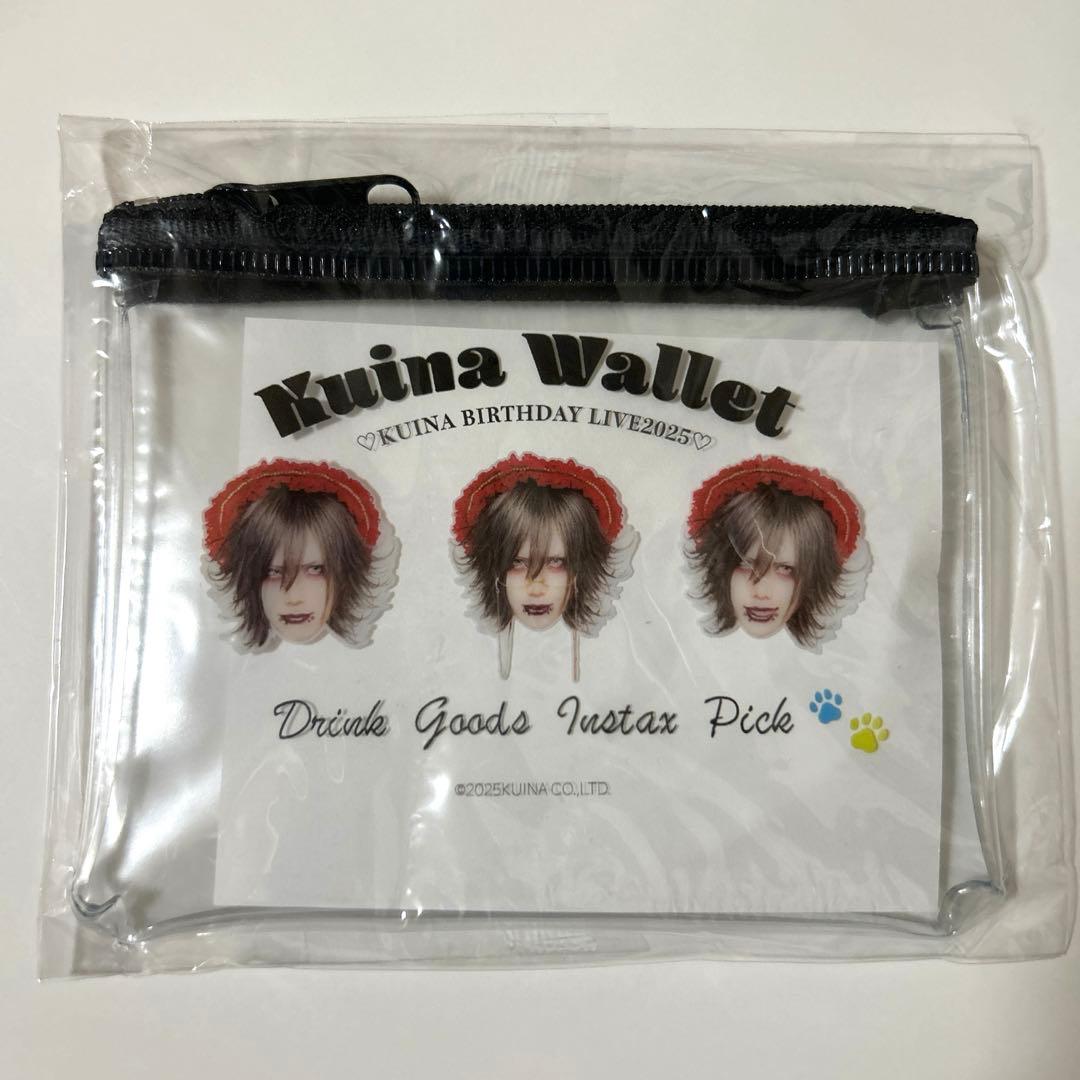 Kuina Wallet
♡KUINA BIRTHDAY LIVE2025♡
Drink Goods Instax Pick
©2025KUINA CO.,LTD.